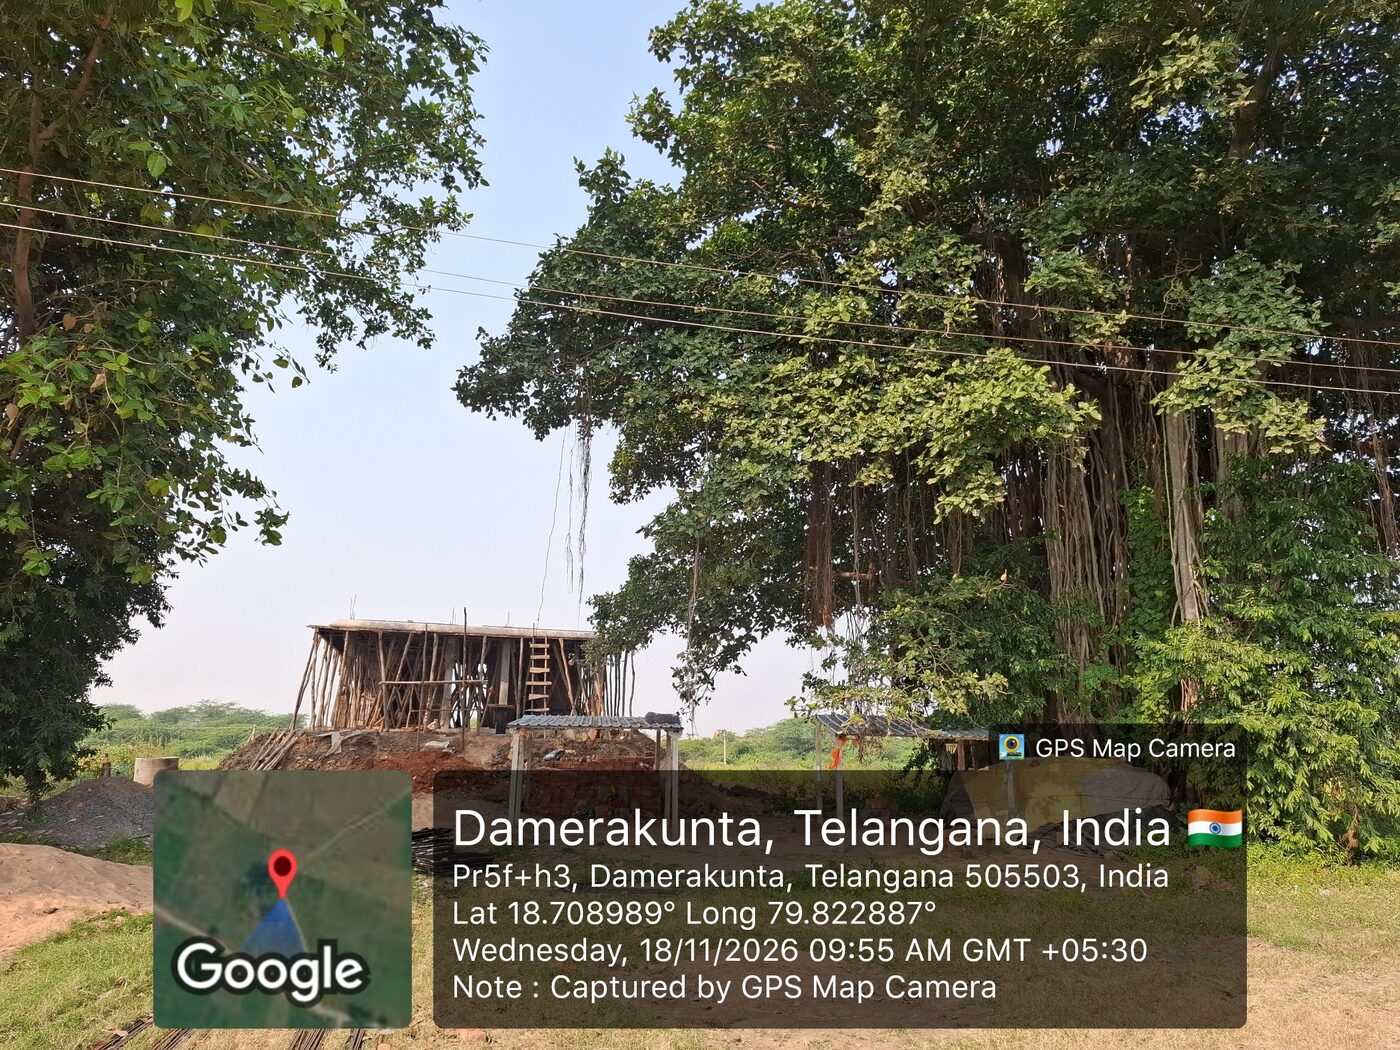 GPS Map Camera
Damerakunta, Telangana, India 🇮🇳
Pr5f+h3, Damerakunta, Telangana 505503, India
Lat 18.708989° Long 79.822887°
Wednesday, 18/11/2026 09:55 AM GMT +05:30
Note : Captured by GPS Map Camera
Google